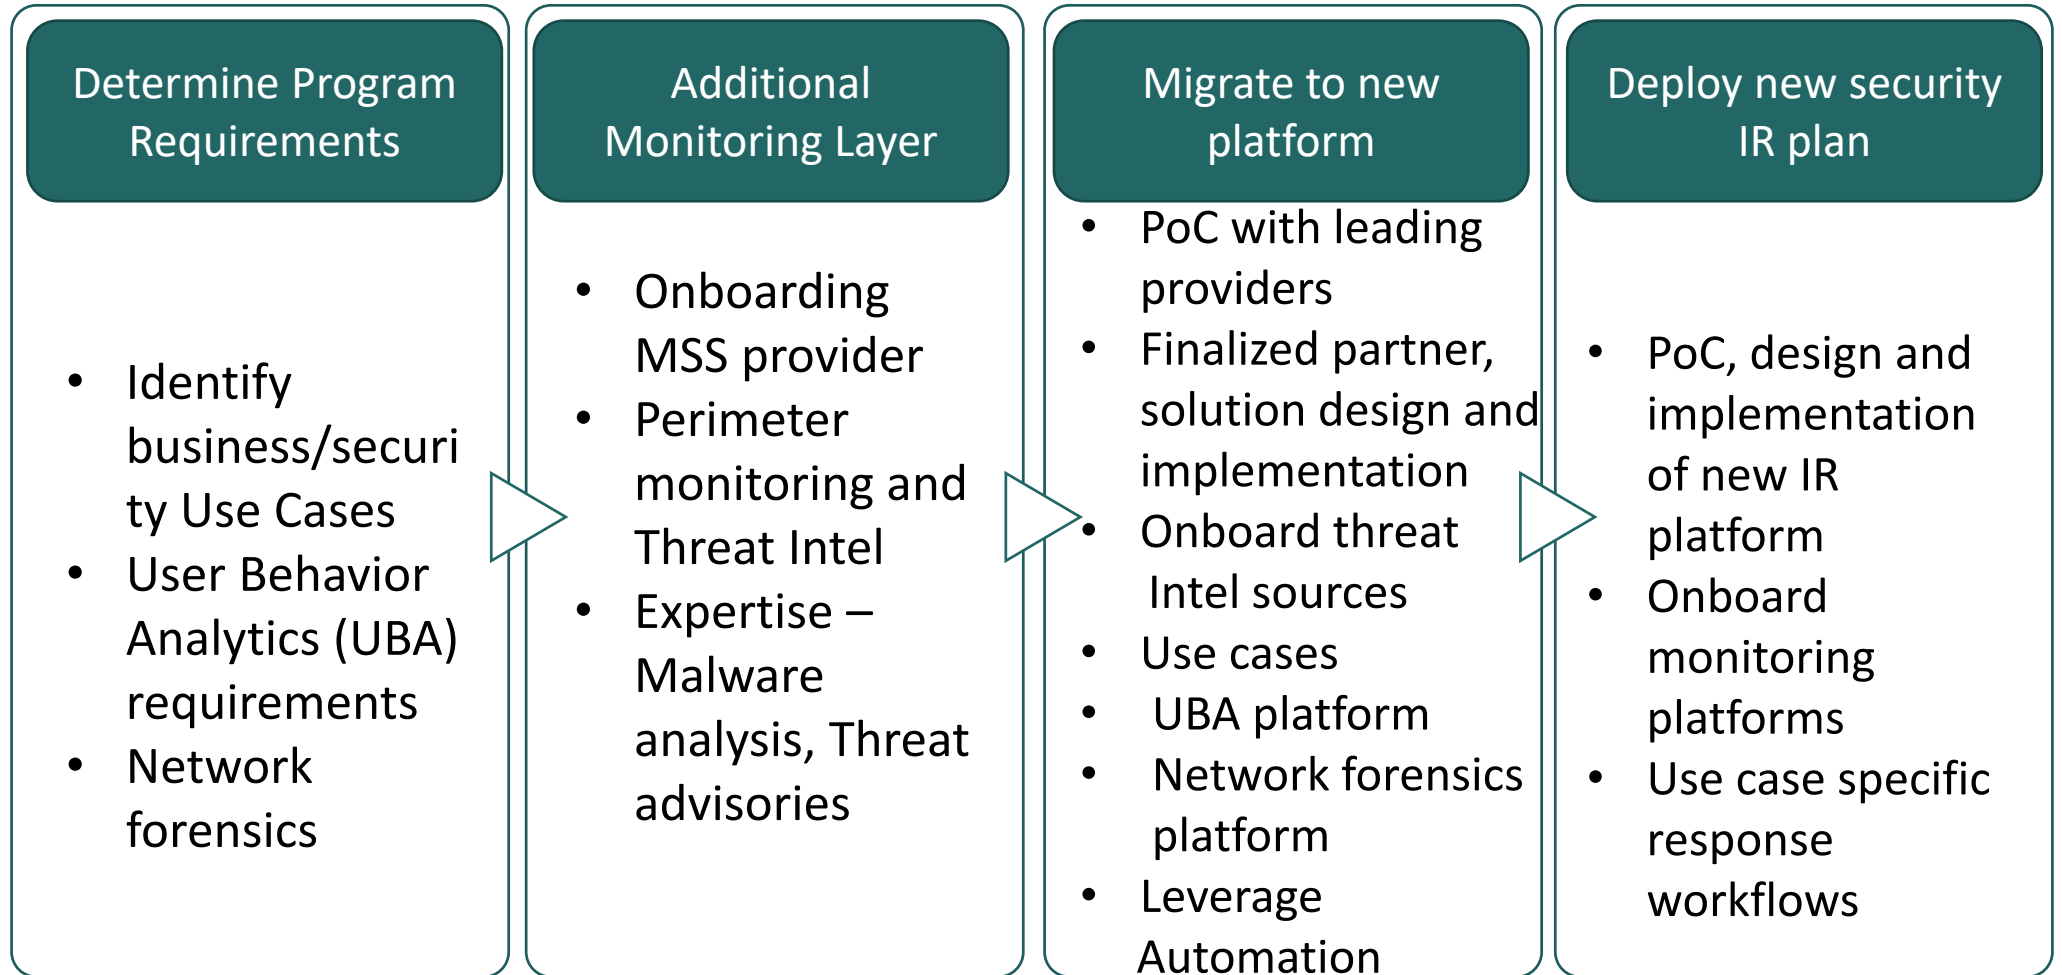 Determine Program
Requirements
• Identify
business/securi
ty Use Cases
• User Behavior
Analytics (UBA)
requirements
• Network
forensics
Additional
Monitoring Layer
• Onboarding
MSS provider
• Perimeter
monitoring and
Threat Intel
• Expertise –
Malware
analysis, Threat
advisories
Migrate to new
platform
• PoC with leading
providers
• Finalized partner,
solution design and
implementation
• Onboard threat
Intel sources
• Use cases
• UBA platform
• Network forensics
platform
• Leverage
Automation
Deploy new security
IR plan
• PoC, design and
implementation
of new IR
platform
• Onboard
monitoring
platforms
• Use case specific
response
workflows